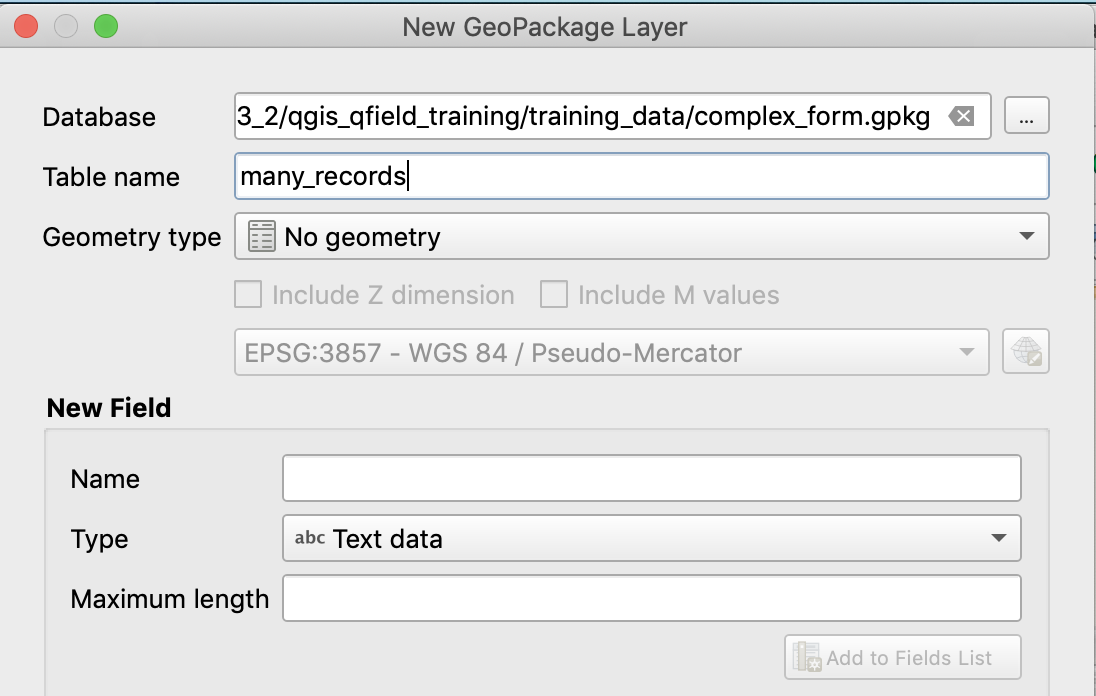 New GeoPackage Layer
Database 3_2/qgis_qfield_training/training_data/complex_form.gpkg ...
Table name many_records
Geometry type No geometry
Include Z dimension Include M values
EPSG:3857 - WGS 84 / Pseudo-Mercator
New Field
Name
Type abc Text data
Maximum length
Add to Fields List